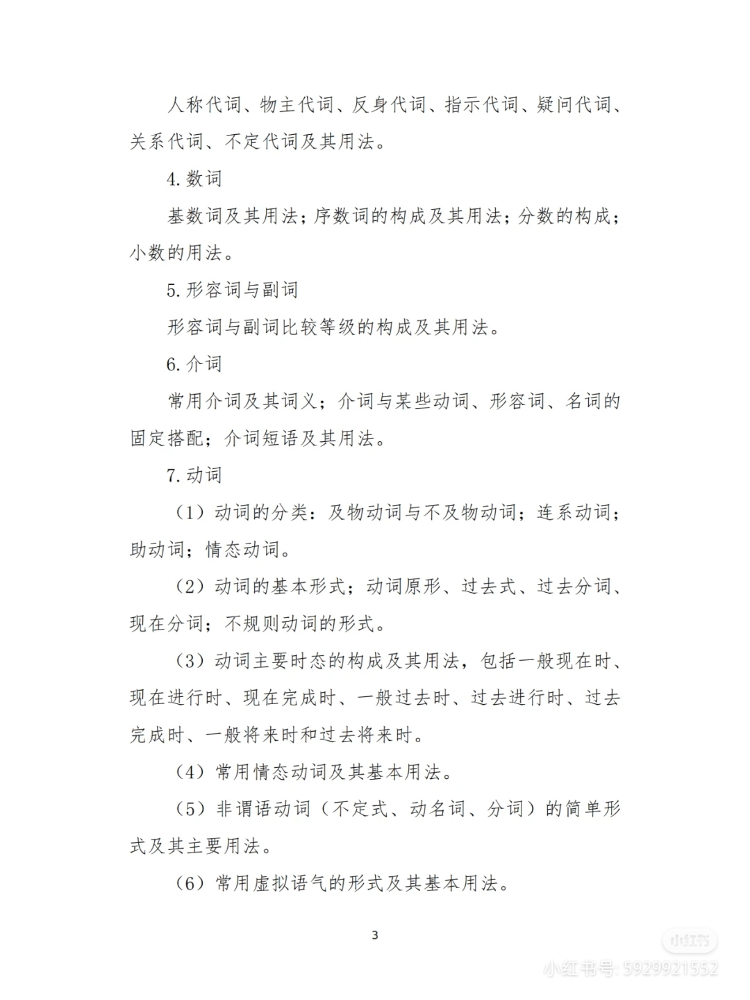 人称代词、物主代词、反身代词、指示代词、疑问代词、
关系代词、不定代词及其用法。
4.数词
基数词及其用法；序数词的构成及其用法；分数的构成；
小数的用法。
5.形容词与副词
形容词与副词比较等级的构成及其用法。
6.介词
常用介词及其词义；介词与某些动词、形容词、名词的
固定搭配；介词短语及其用法。
7.动词
（1）动词的分类：及物动词与不及物动词；连系动词；
助动词；情态动词。
（2）动词的基本形式；动词原形、过去式、过去分词、
现在分词；不规则动词的形式。
（3）动词主要时态的构成及其用法，包括一般现在时、
现在进行时、现在完成时、一般过去时、过去进行时、过去
完成时、一般将来时和过去将来时。
（4）常用情态动词及其基本用法。
（5）非谓语动词（不定式、动名词、分词）的简单形
式及其主要用法。
（6）常用虚拟语气的形式及其基本用法。
3
小红书
小红书号: 5929921552